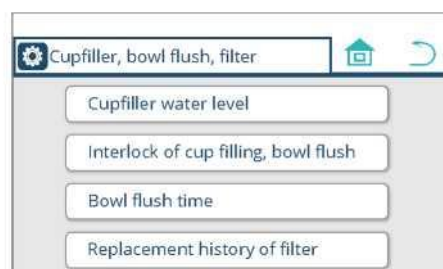 Cupfiller, bowl flush, filter
Cupfiller water level
Interlock of cup filling, bowl flush
Bowl flush time
Replacement history of filter